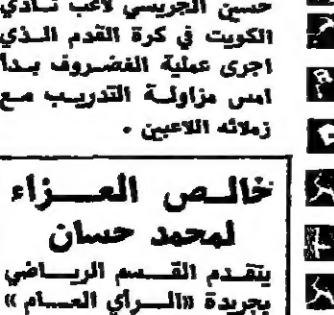 حسين الجريسي لاعب نادي
الكويت في كرة القدم الذي
اجرى عملية الغضروف بدأ
امس مزاولة التدريب مع
زملائه اللاعبين .
خالص العزاء
لمحمد حسان
يتقدم القسم الرياضي
بجريدة «الرأي العام»